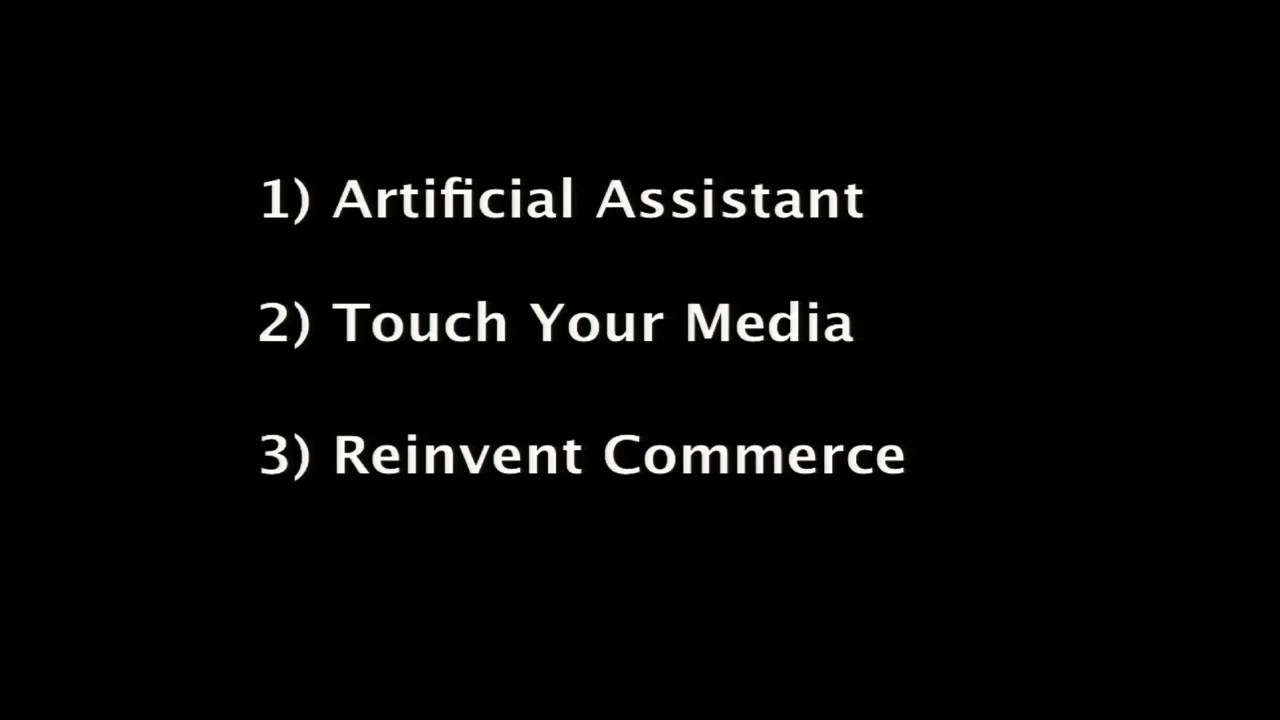 1) Artificial Assistant
2) Touch Your Media
3) Reinvent Commerce